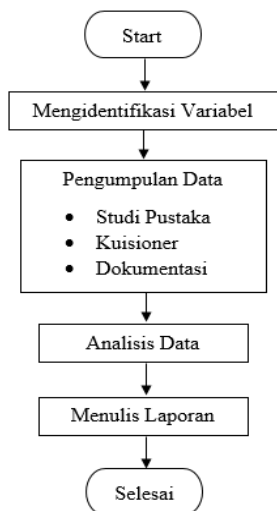 Start
Mengidentifikasi Variabel
Pengumpulan Data
• Studi Pustaka
• Kuisioner
• Dokumentasi
Analisis Data
Menulis Laporan
Selesai